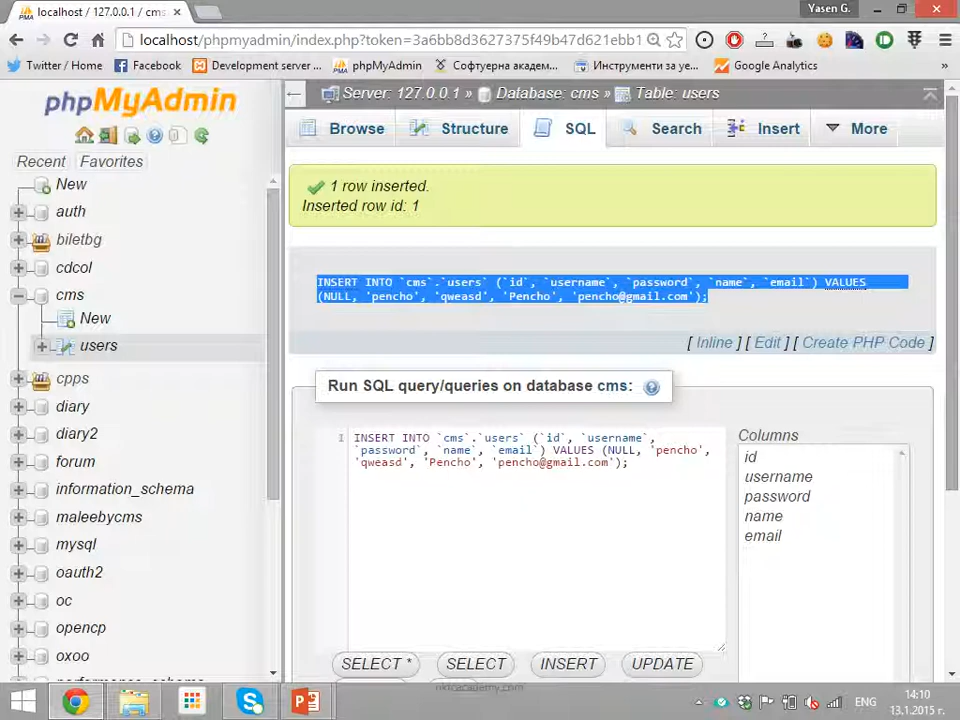 localhost / 127.0.0.1 / cms
Yasen G.
localhost/phpmyadmin/index.php?token=3a6bb8d3627375f49b47d621ebb1
Twitter / Home
Facebook
Development server ...
phpMyAdmin
Софтуерна академ...
Инструменти за уе...
Google Analytics
phpMyAdmin
Recent
Favorites
New
auth
biletbg
cdcol
cms
New
users
cpps
diary
diary2
forum
information_schema
maleebycms
mysql
oauth2
oc
opencp
oxoo
Server: 127.0.0.1 » Database: cms » Table: users
Browse
Structure
SQL
Search
Insert
More
1 row inserted.
Inserted row id: 1
INSERT INTO `cms`.`users` (`id`, `username`, `password`, `name`, `email`) VALUES
(NULL, 'pencho', 'qweasd', 'Pencho', 'pencho@gmail.com');
[ Inline ] [ Edit ] [ Create PHP Code ]
Run SQL query/queries on database cms:
1
INSERT INTO `cms`.`users` (`id`, `username`,
`password`, `name`, `email`) VALUES (NULL, 'pencho',
'qweasd', 'Pencho', 'pencho@gmail.com');
Columns
id
username
password
name
email
SELECT *
SELECT
INSERT
UPDATE
ЕНГ
14:10
13.1.2015 г.